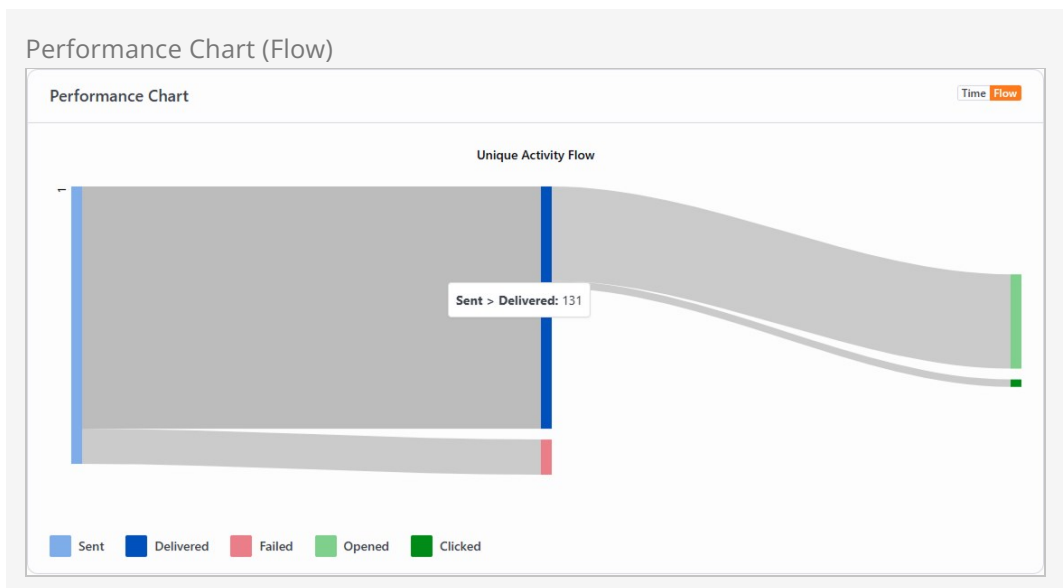 Performance Chart (Flow)
Performance Chart
Time Flow
Unique Activity Flow
1
Sent > Delivered: 131
Sent Delivered Failed Opened Clicked